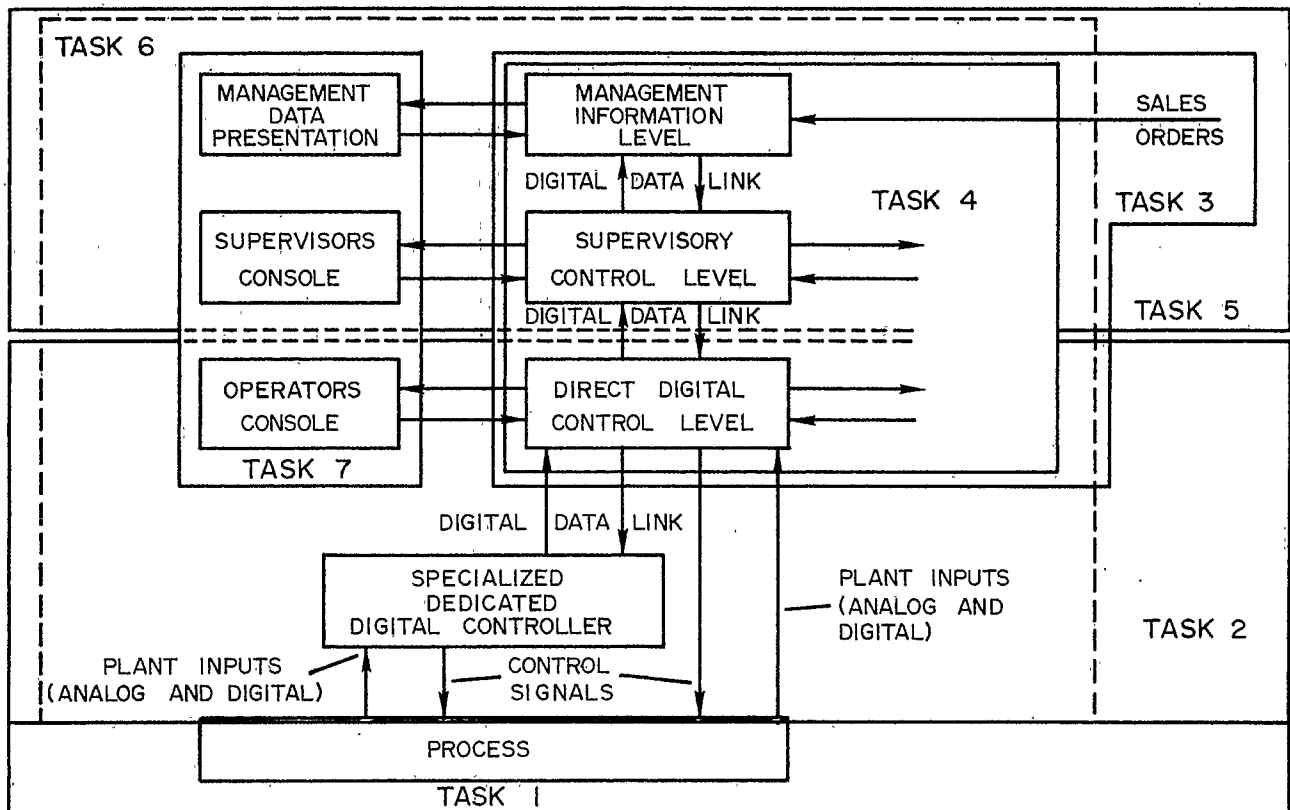 TASK 6
MANAGEMENT
DATA
PRESENTATION
MANAGEMENT
INFORMATION
LEVEL
SALES
ORDERS
DIGITAL DATA LINK
TASK 4
TASK 3
SUPERVISORS
CONSOLE
SUPERVISORY
CONTROL LEVEL
DIGITAL DATA LINK
TASK 5
OPERATORS
CONSOLE
DIRECT DIGITAL
CONTROL LEVEL
TASK 7
DIGITAL DATA LINK
SPECIALIZED
DEDICATED
DIGITAL CONTROLLER
PLANT INPUTS
(ANALOG AND
DIGITAL)
TASK 2
PLANT INPUTS
(ANALOG AND DIGITAL)
CONTROL
SIGNALS
PROCESS
TASK 1